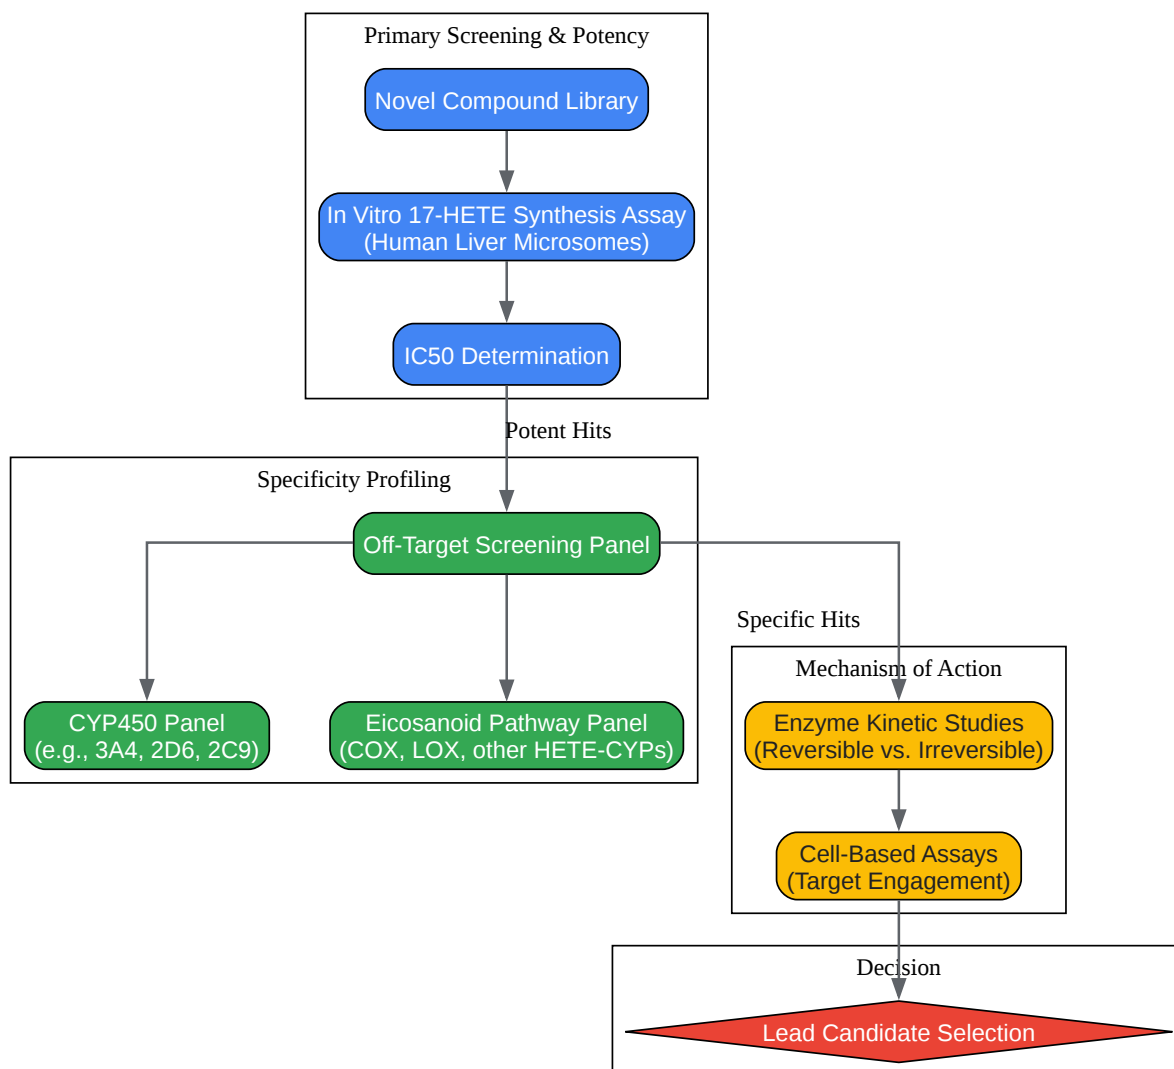 Primary Screening & Potency
Novel Compound Library
In Vitro 17-HETE Synthesis Assay
(Human Liver Microsomes)
IC50 Determination
Potent Hits
Specificity Profiling
Off-Target Screening Panel
Specific Hits
Mechanism of Action
CYP450 Panel
(e.g., 3A4, 2D6, 2C9)
Eicosanoid Pathway Panel
(COX, LOX, other HETE-CYPs)
Enzyme Kinetic Studies
(Reversible vs. Irreversible)
Cell-Based Assays
(Target Engagement)
Decision
Lead Candidate Selection